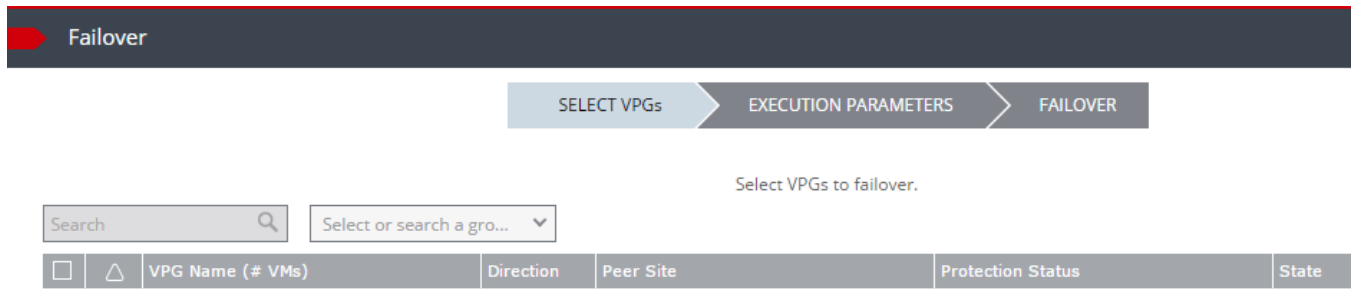 Failover
SELECT VPGs EXECUTION PARAMETERS FAILOVER
Select VPGs to failover.
Search Select or search a gro...
VPG Name (# VMs) Direction Peer Site Protection Status State